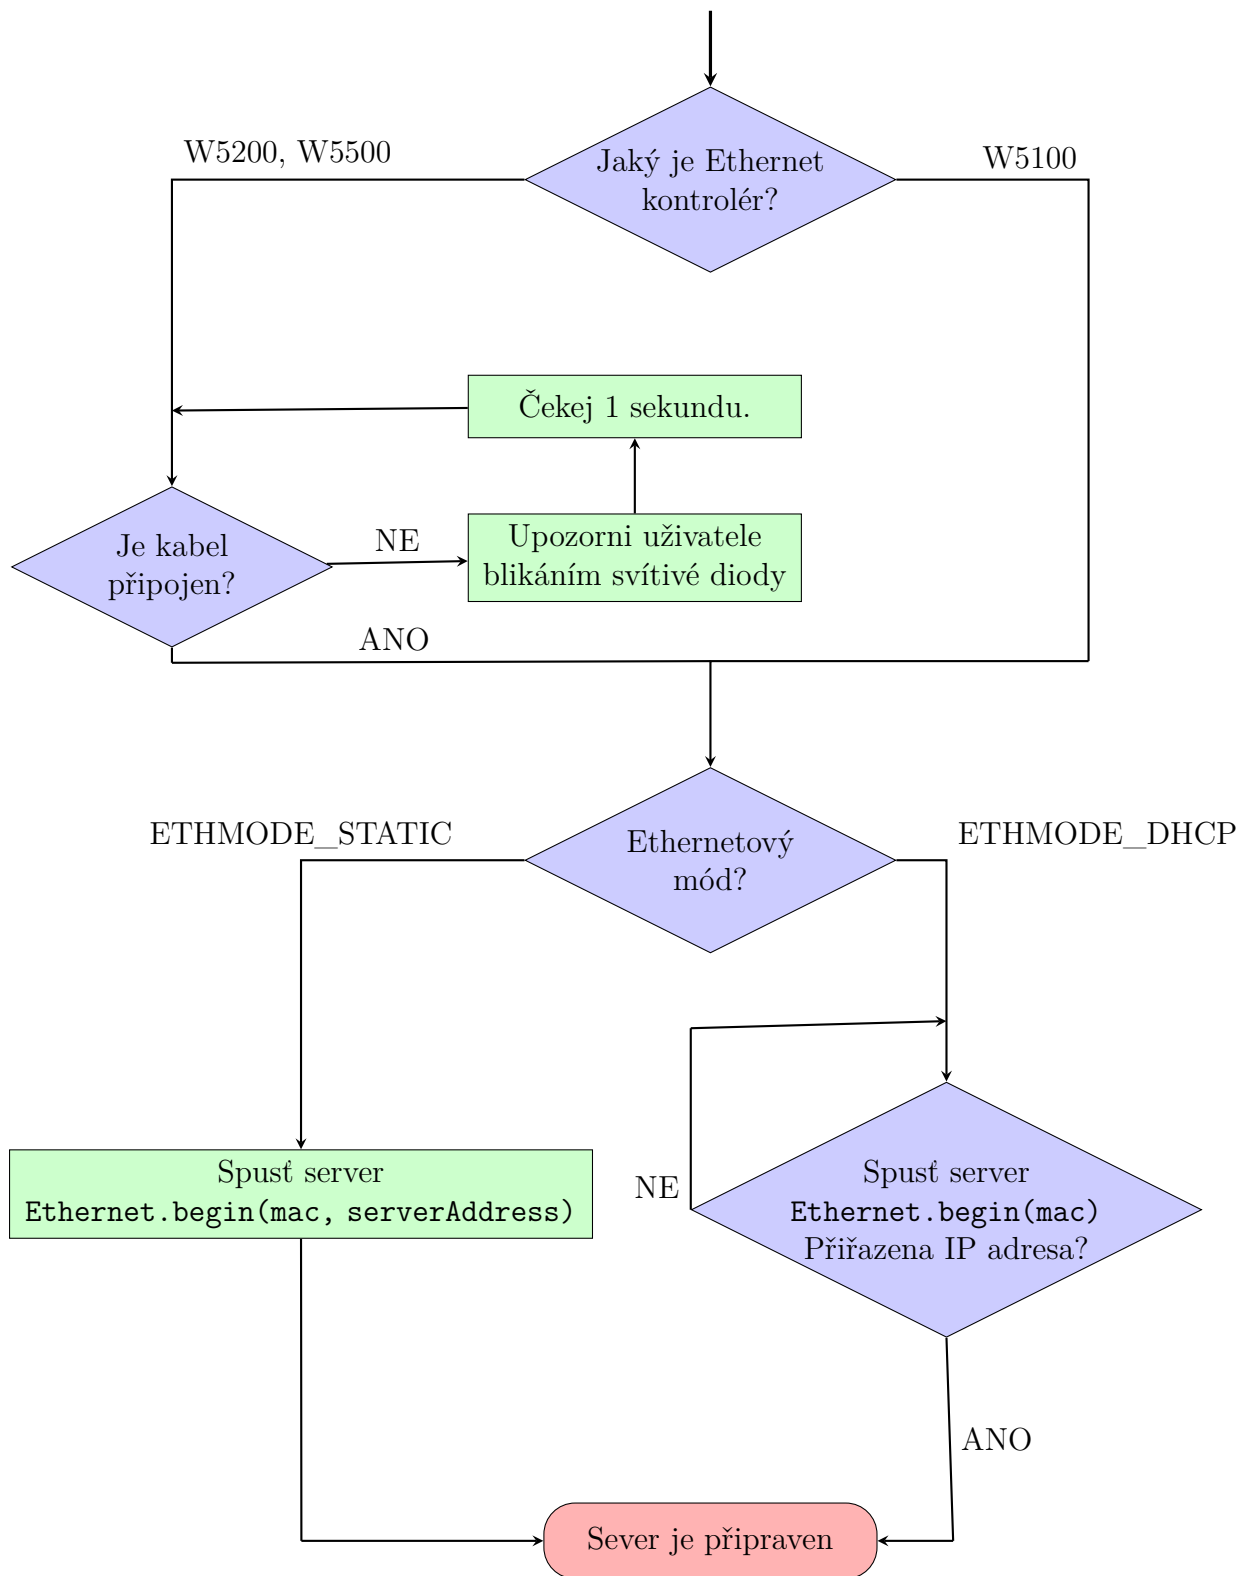 W5200, W5500
Jaký je Ethernet
kontrolér?
W5100
Čekej 1 sekundu.
Je kabel
připojen?
NE
Upozorni uživatele
blikáním svítivé diody
ANO
ETHMODE_STATIC
Ethernetový
mód?
ETHMODE_DHCP
Spusť server
Ethernet.begin(mac, serverAddress)
NE
Spusť server
Ethernet.begin(mac)
Přiřazena IP adresa?
ANO
Sever je připraven